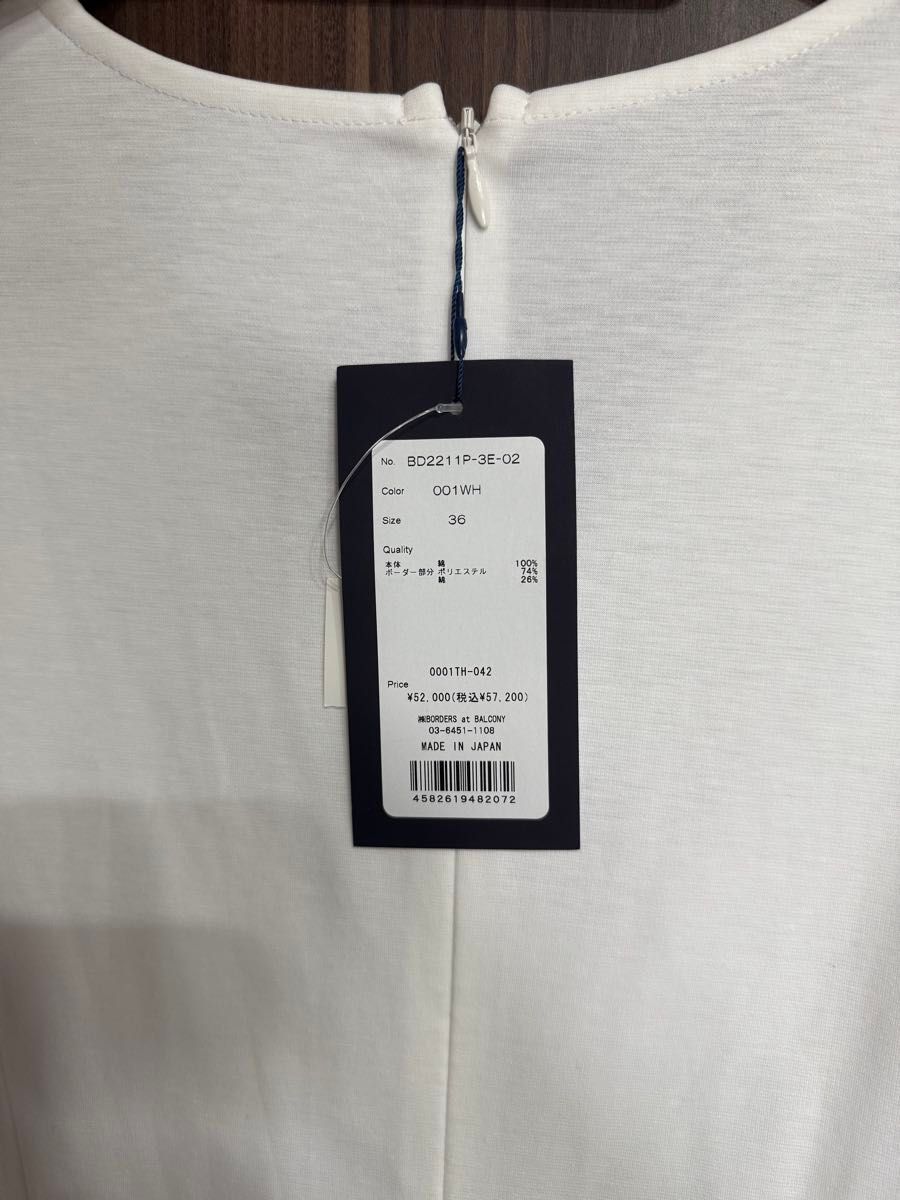 No. BD2211P-3E-02
Color 001WH
Size 36
Quality
本体 綿 100%
ボーダー部分 ポリエステル 74%
綿 26%
0001TH-042
Price
¥52,000(税込¥57,200)
㈱BORDERS at BALCONY
03-6451-1108
MADE IN JAPAN
4582619482072